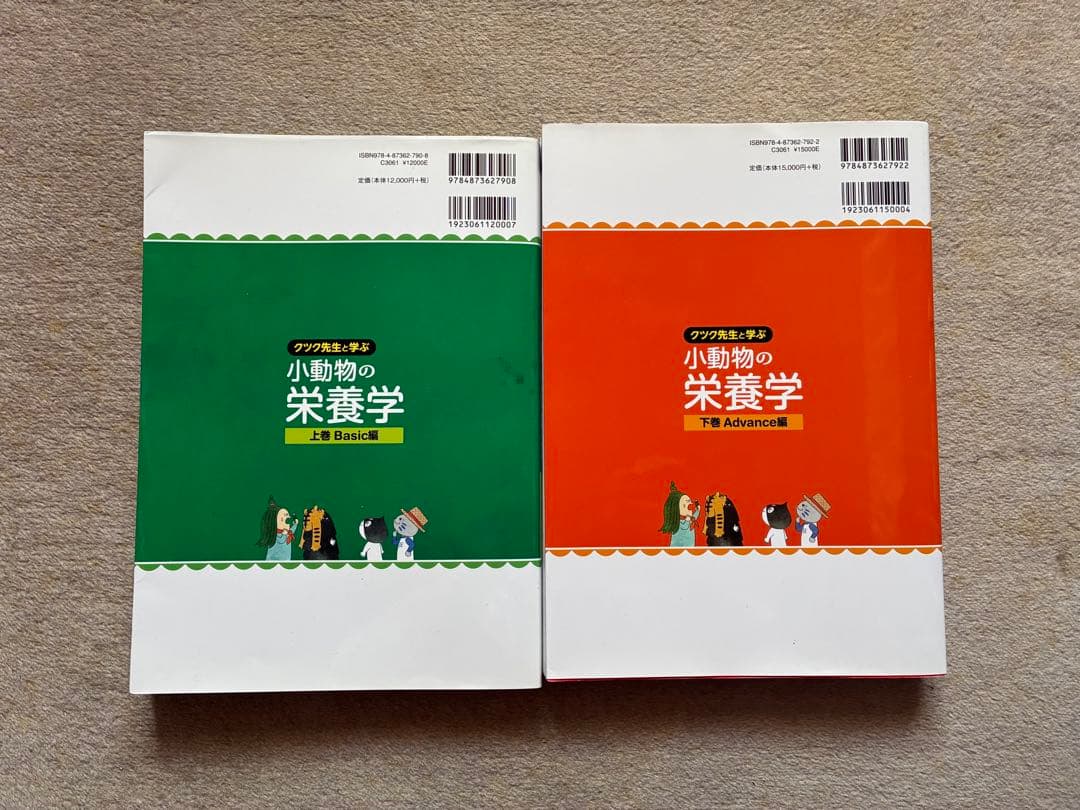 ISBN978-4-87362-790-8
C3061 ¥12000E
定価(本体12,000円+税)
9784873627908
1923061120007
クツク先生と学ぶ
小動物の
栄養学
上巻 Basic編
ISBN978-4-87362-792-2
C3061 ¥15000E
定価(本体15,000円+税)
9784873627922
1923061150004
クツク先生と学ぶ
小動物の
栄養学
下巻 Advance編